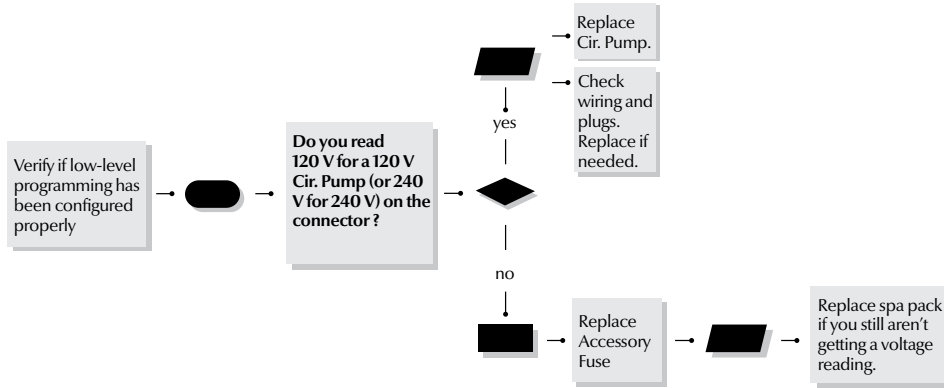 Verify if low-level
programming has
been configured
properly
Do you read
120 V for a 120 V
Cir. Pump (or 240
V for 240 V) on the
connector ?
yes
Replace
Cir. Pump.
Check
wiring and
plugs.
Replace if
needed.
no
Replace
Accessory
Fuse
Replace spa pack
if you still aren't
getting a voltage
reading.